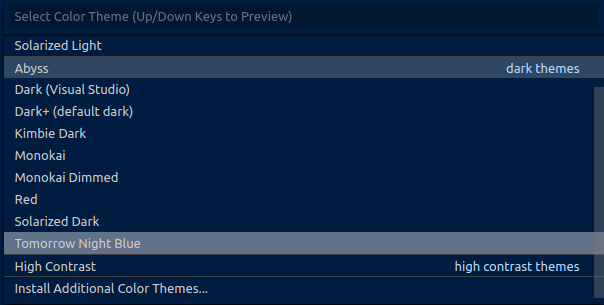 Select Color Theme (Up/Down Keys to Preview)
Solarized Light
Abyss dark themes
Dark (Visual Studio)
Dark+ (default dark)
Kimbie Dark
Monokai
Monokai Dimmed
Red
Solarized Dark
Tomorrow Night Blue
High Contrast high contrast themes
Install Additional Color Themes...